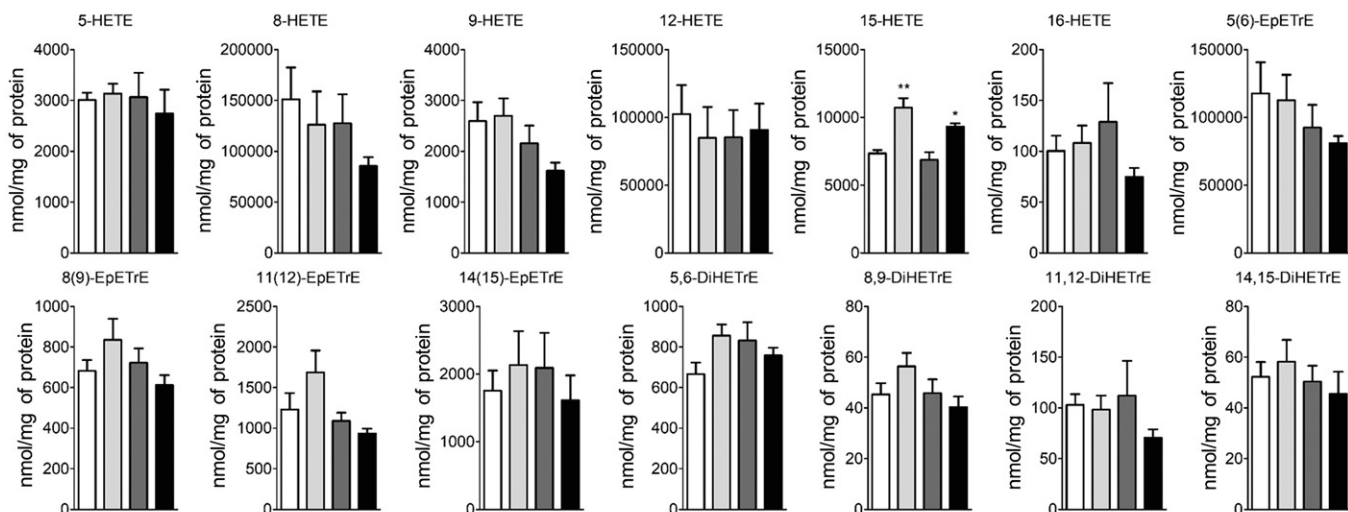 5-HETE
8-HETE
9-HETE
12-HETE
15-HETE
16-HETE
5(6)-EpETrE
nmol/mg of protein
4000
3000
2000
1000
0
nmol/mg of protein
200000
150000
100000
50000
0
nmol/mg of protein
4000
3000
2000
1000
0
nmol/mg of protein
150000
100000
50000
0
nmol/mg of protein
15000
10000
5000
0
**
*
nmol/mg of protein
200
150
100
50
0
nmol/mg of protein
150000
100000
50000
0
8(9)-EpETrE
11(12)-EpETrE
14(15)-EpETrE
5,6-DiHETrE
8,9-DiHETrE
11,12-DiHETrE
14,15-DiHETrE
nmol/mg of protein
1000
800
600
400
200
0
nmol/mg of protein
2500
2000
1500
1000
500
0
nmol/mg of protein
3000
2000
1000
0
nmol/mg of protein
1000
800
600
400
200
0
nmol/mg of protein
80
60
40
20
0
nmol/mg of protein
200
150
100
50
0
nmol/mg of protein
80
60
40
20
0